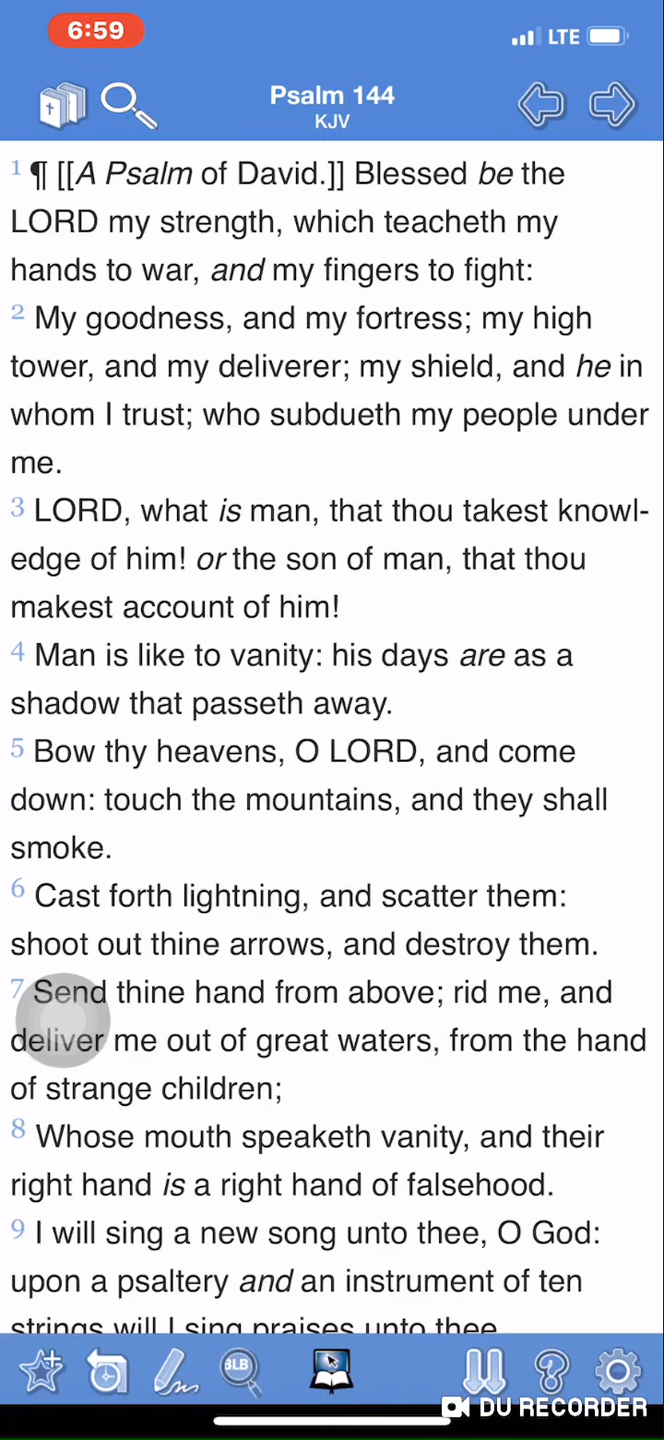 6:59
LTE
Psalm 144
KJV
1 ¶ [[A Psalm of David.]] Blessed be the
LORD my strength, which teacheth my
hands to war, and my fingers to fight:
2 My goodness, and my fortress; my high
tower, and my deliverer; my shield, and he in
whom I trust; who subdueth my people under
me.
3 LORD, what is man, that thou takest knowl-
edge of him! or the son of man, that thou
makest account of him!
4 Man is like to vanity: his days are as a
shadow that passeth away.
5 Bow thy heavens, O LORD, and come
down: touch the mountains, and they shall
smoke.
6 Cast forth lightning, and scatter them:
shoot out thine arrows, and destroy them.
7 Send thine hand from above; rid me, and
deliver me out of great waters, from the hand
of strange children;
8 Whose mouth speaketh vanity, and their
right hand is a right hand of falsehood.
9 I will sing a new song unto thee, O God:
upon a psaltery and an instrument of ten
strings will I sing praises unto thee
BLB
DU RECORDER